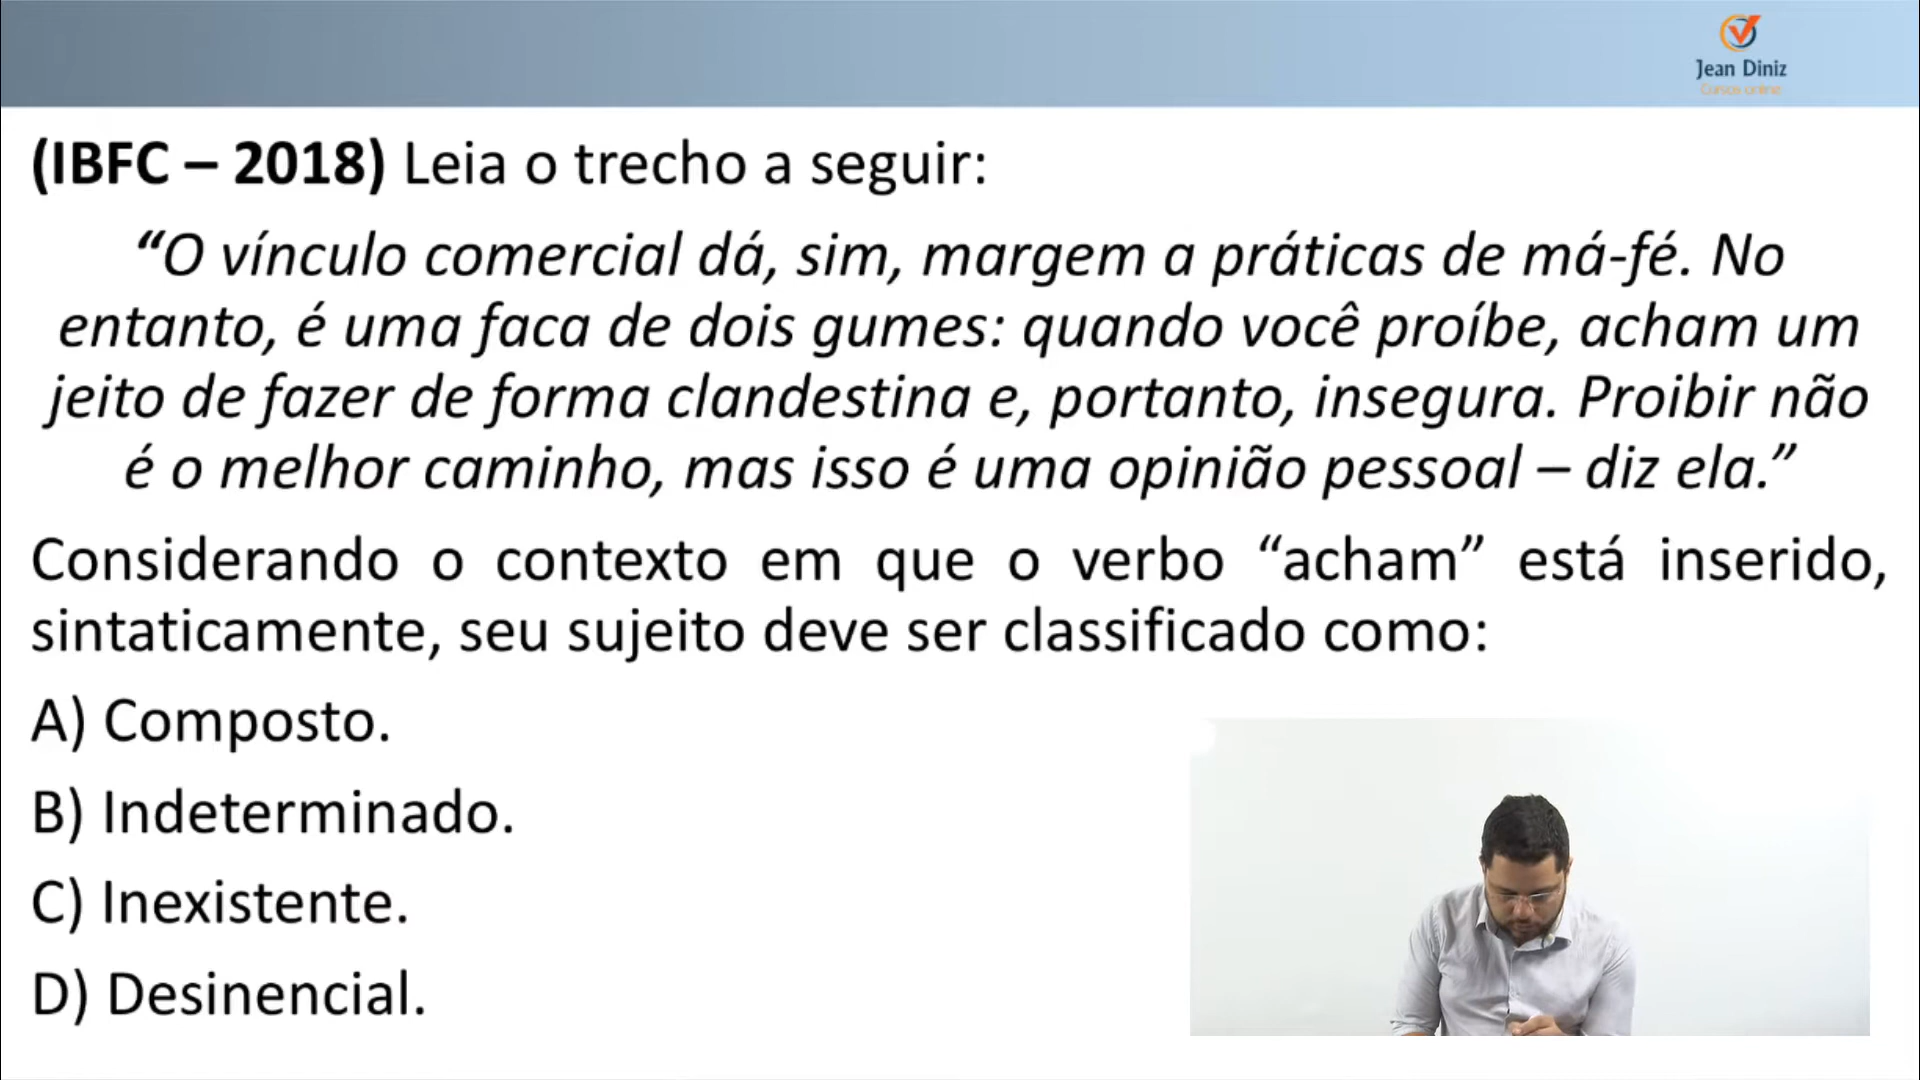 Jean Diniz
Cursos online
(IBFC – 2018) Leia o trecho a seguir:
“O vínculo comercial dá, sim, margem a práticas de má-fé. No
entanto, é uma faca de dois gumes: quando você proíbe, acham um
jeito de fazer de forma clandestina e, portanto, insegura. Proibir não
é o melhor caminho, mas isso é uma opinião pessoal – diz ela.”
Considerando o contexto em que o verbo “acham” está inserido,
sintaticamente, seu sujeito deve ser classificado como:
A) Composto.
B) Indeterminado.
C) Inexistente.
D) Desinencial.